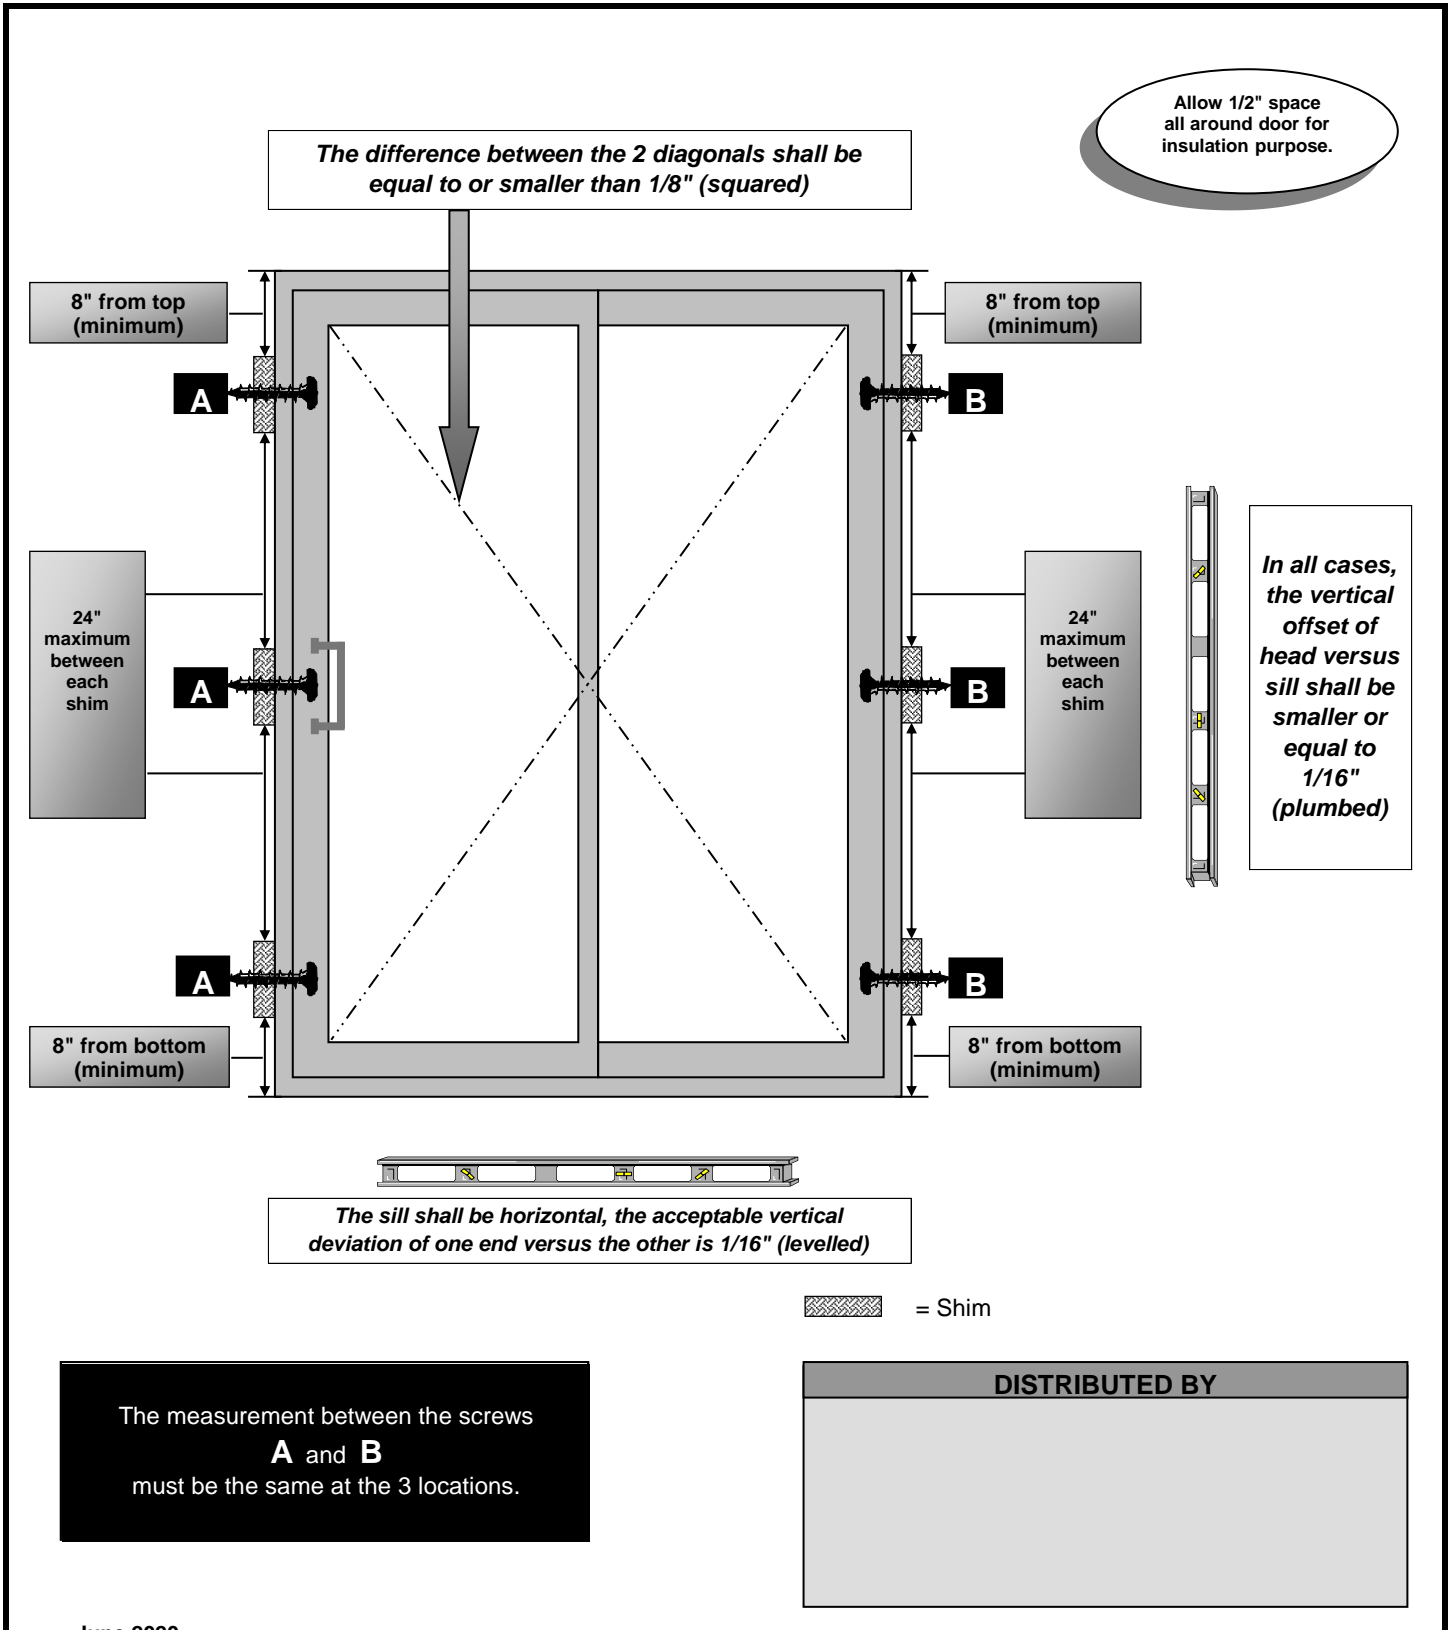 Allow 1/2" space
all around door for
insulation purpose.
The difference between the 2 diagonals shall be
equal to or smaller than 1/8" (squared)
8" from top
(minimum)
8" from top
(minimum)
A
B
24"
maximum
between
each
shim
24"
maximum
between
each
shim
In all cases,
the vertical
offset of
head versus
sill shall be
smaller or
equal to
1/16"
(plumbed)
A
B
A
B
8" from bottom
(minimum)
8" from bottom
(minimum)
The sill shall be horizontal, the acceptable vertical
deviation of one end versus the other is 1/16" (levelled)
= Shim
The measurement between the screws
A and B
must be the same at the 3 locations.
DISTRIBUTED BY